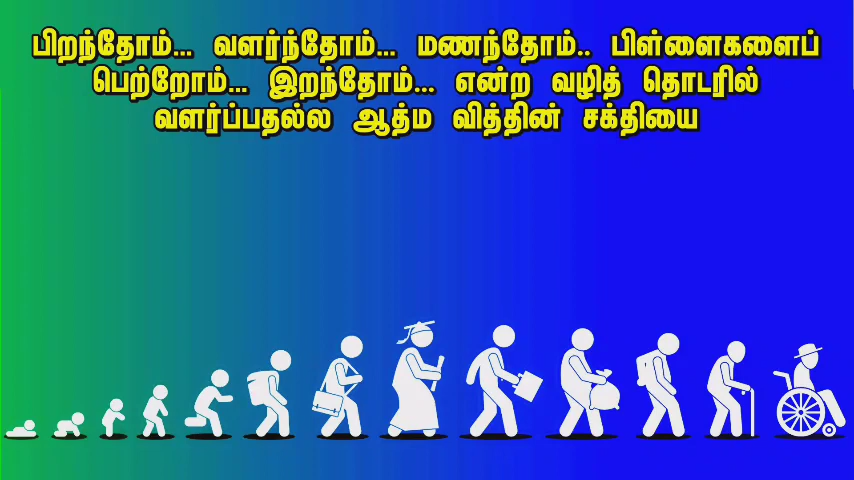 பிறந்தோம்... வளர்ந்தோம்... மணந்தோம்.. பிள்ளைகளைப்
பெற்றோம்... இறந்தோம்... என்ற வழித் தொடரில்
வளர்ப்பதல்ல ஆத்ம வித்தின் சக்தியை